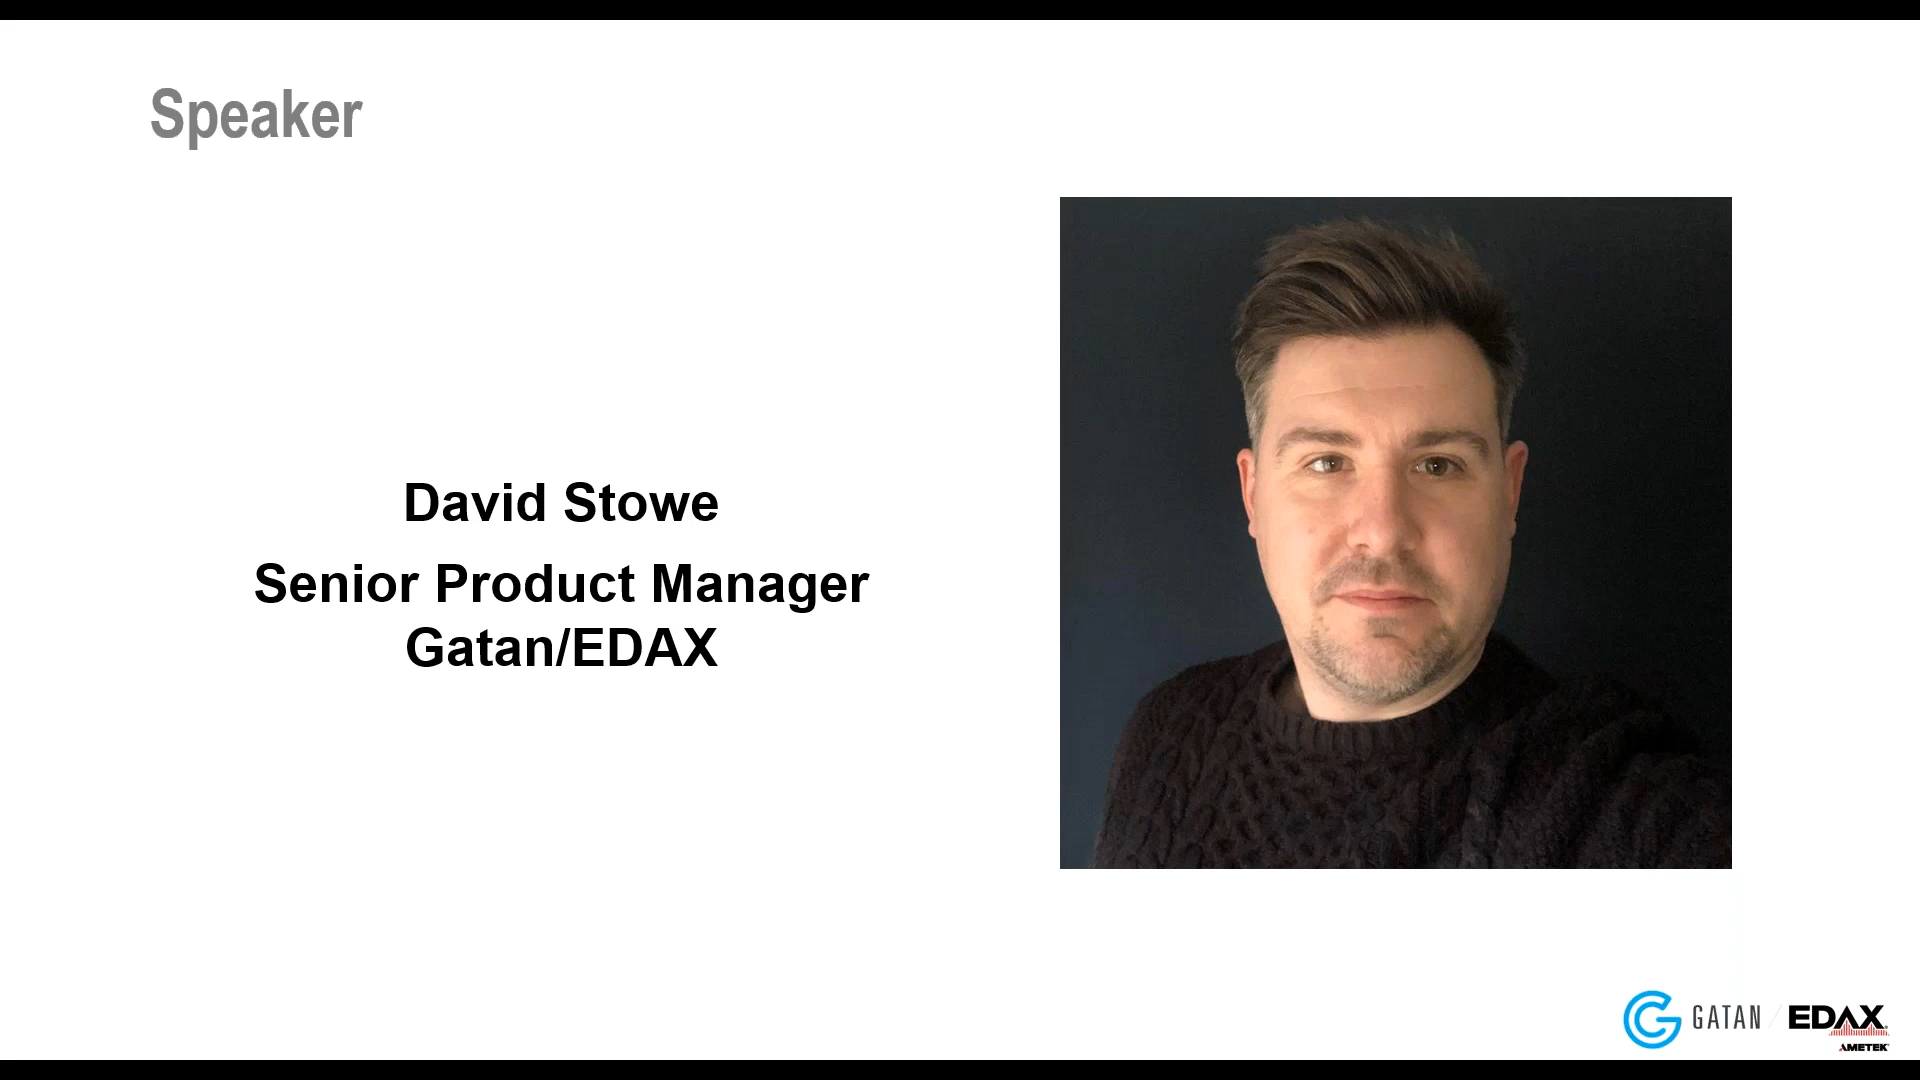 Speaker
David Stowe
Senior Product Manager
Gatan/EDAX
GATAN / EDAX
AMETEK